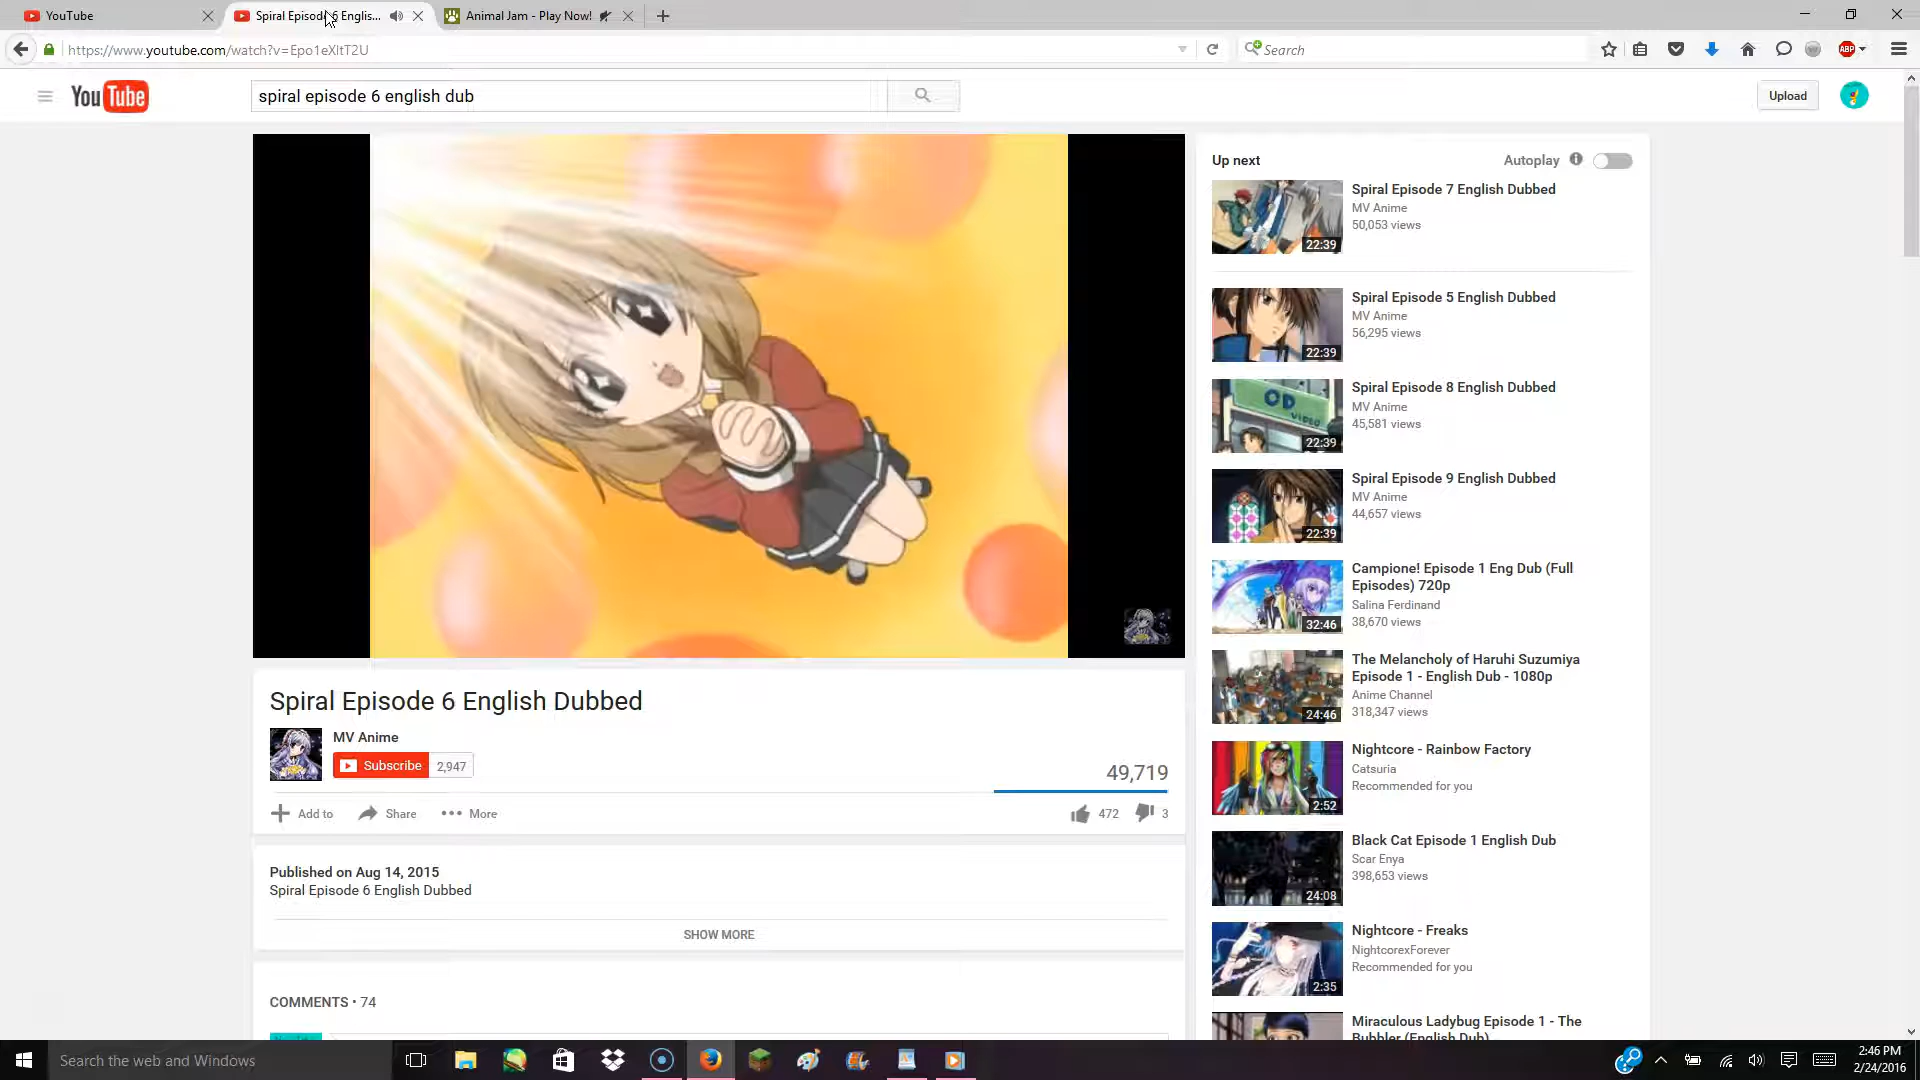 YouTube
Spiral Episode 6 Englis...
Animal Jam - Play Now!
https://www.youtube.com/watch?v=Epo1eXltT2U
Search
ABP
YouTube
spiral episode 6 english dub
Upload
Up next
Autoplay
Spiral Episode 7 English Dubbed
MV Anime
50,053 views
22:39
Spiral Episode 5 English Dubbed
MV Anime
56,295 views
22:39
Spiral Episode 8 English Dubbed
MV Anime
45,581 views
CD
VIDEO
22:39
Spiral Episode 9 English Dubbed
MV Anime
44,657 views
22:39
Campione! Episode 1 Eng Dub (Full
Episodes) 720p
Salina Ferdinand
38,670 views
32:46
The Melancholy of Haruhi Suzumiya
Episode 1 - English Dub - 1080p
Anime Channel
318,347 views
24:46
Nightcore - Rainbow Factory
Catsuria
Recommended for you
2:52
Black Cat Episode 1 English Dub
Scar Enya
398,653 views
24:08
Nightcore - Freaks
NightcorexForever
Recommended for you
2:35
Miraculous Ladybug Episode 1 - The
Bubbler (English Dub)
Spiral Episode 6 English Dubbed
MV Anime
Subscribe 2,947
49,719
Add to Share More
472 3
Published on Aug 14, 2015
Spiral Episode 6 English Dubbed
SHOW MORE
COMMENTS • 74
Search the web and Windows
2:46 PM
2/24/2016